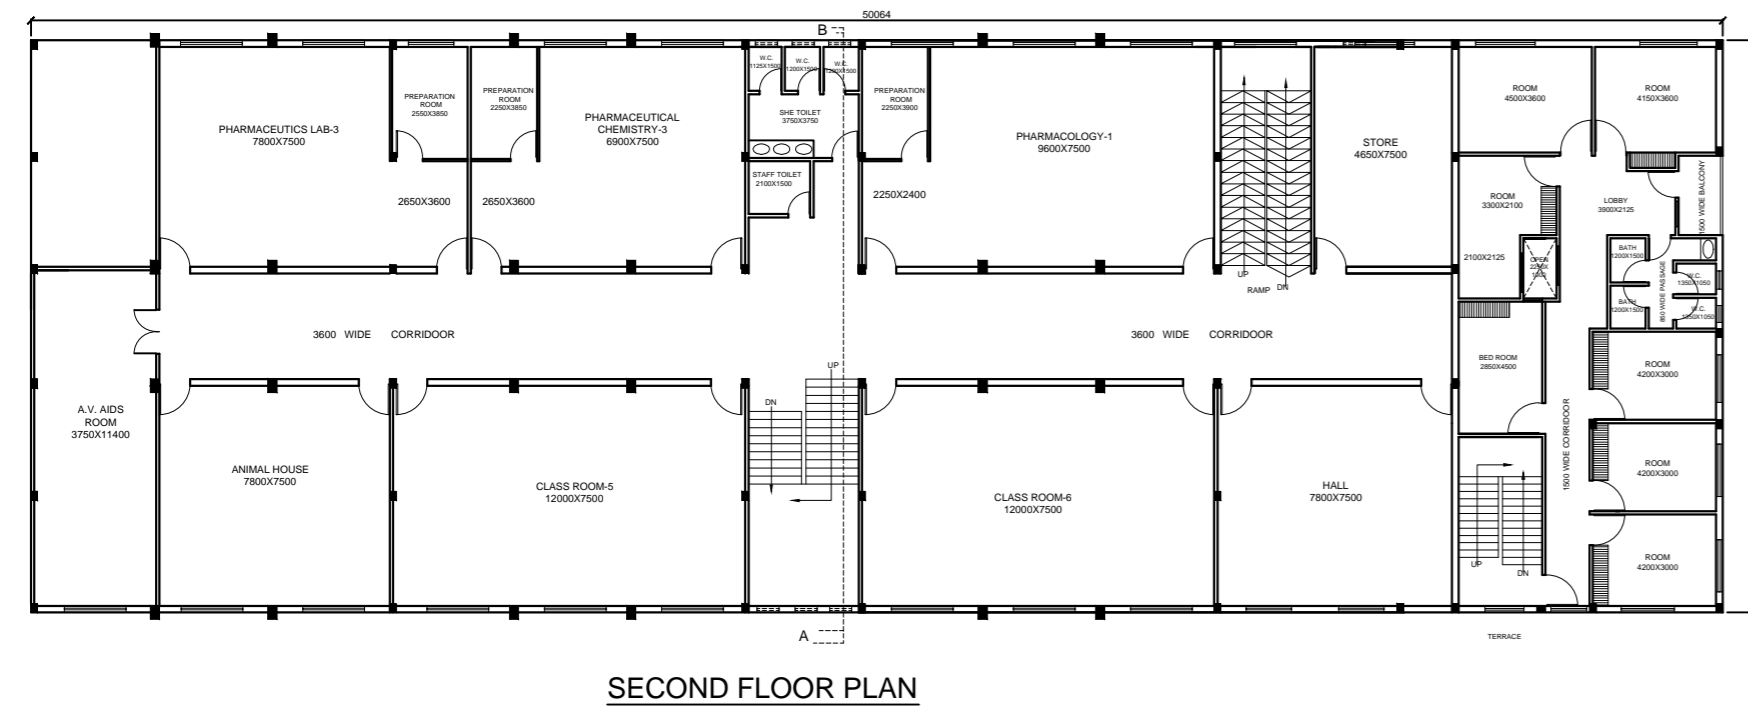 50064
B
W.C.
1125X1500
W.C.
1200X1500
W.C.
1200X1500
PHARMACEUTICS LAB-3
7800X7500
PREPARATION
ROOM
2550X3850
PREPARATION
ROOM
2250X3850
PHARMACEUTICAL
CHEMISTRY-3
6900X7500
SHE TOILET
3750X3750
STAFF TOILET
2100X1500
PREPARATION
ROOM
2250X3900
PHARMACOLOGY-1
9600X7500
STORE
4650X7500
ROOM
4500X3600
ROOM
4150X3600
2650X3600
2650X3600
2250X2400
ROOM
3300X2100
LOBBY
3900X2125
1500 WIDE BALCONY
2100X2125
OPEN
BATH
1200X1500
BATH
1200X1500
850 WIDE PASSAGE
W.C.
1350X1050
W.C.
1350X1050
UP
RAMP
DN
3600 WIDE CORRIDOOR
3600 WIDE CORRIDOOR
BED ROOM
2850X4500
ROOM
4200X3000
UP
DN
A.V. AIDS
ROOM
3750X11400
ANIMAL HOUSE
7800X7500
CLASS ROOM-5
12000X7500
CLASS ROOM-6
12000X7500
HALL
7800X7500
1500 WIDE CORRIDOOR
ROOM
4200X3000
ROOM
4200X3000
UP
DN
A
TERRACE
SECOND FLOOR PLAN